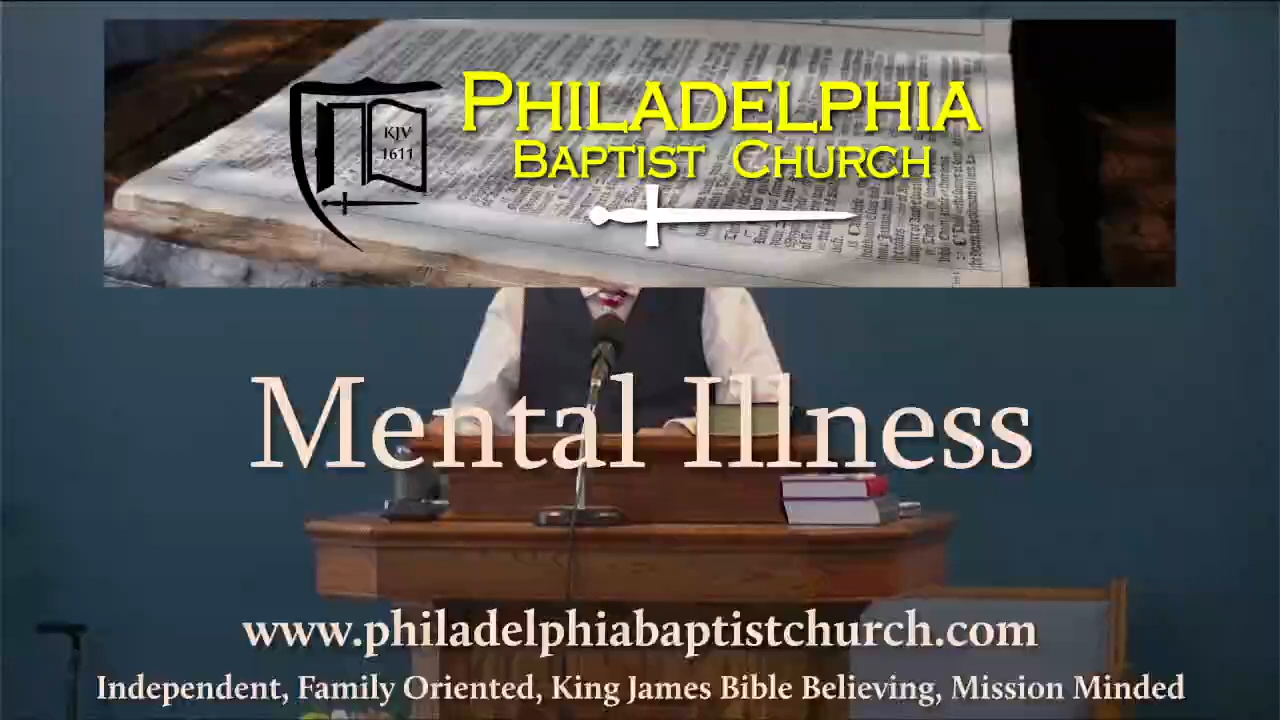 KJV
1611
PHILADELPHIA
BAPTIST CHURCH
Mental Illness
www.philadelphiabaptistchurch.com
Independent, Family Oriented, King James Bible Believing, Mission Minded